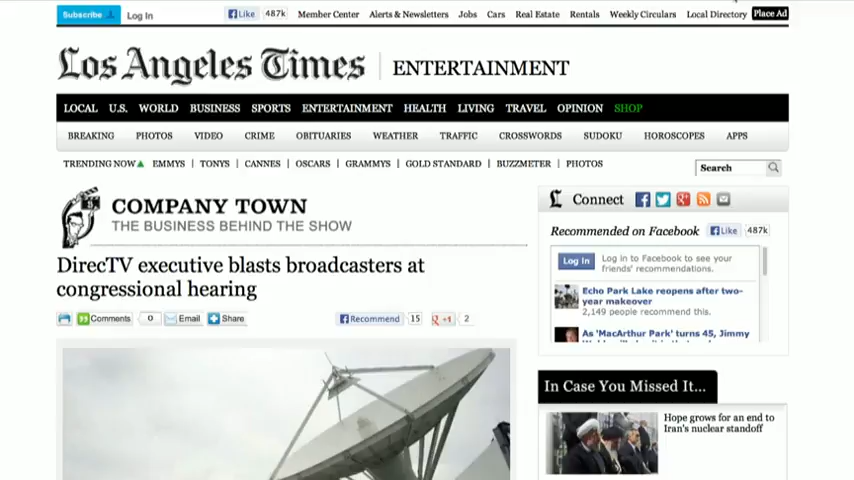 Subscribe
Log In
Like 487k
Member Center
Alerts & Newsletters
Jobs
Cars
Real Estate
Rentals
Weekly Circulars
Local Directory
Place Ad
Los Angeles Times | ENTERTAINMENT
LOCAL U.S. WORLD BUSINESS SPORTS ENTERTAINMENT HEALTH LIVING TRAVEL OPINION SHOP
BREAKING PHOTOS VIDEO CRIME OBITUARIES WEATHER TRAFFIC CROSSWORDS SUDOKU HOROSCOPES APPS
TRENDING NOW EMMYS | TONYS | CANNES | OSCARS | GRAMMYS | GOLD STANDARD | BUZZMETER | PHOTOS
Search
COMPANY TOWN
THE BUSINESS BEHIND THE SHOW
DirecTV executive blasts broadcasters at
congressional hearing
Comments 0 Email Share Recommend 15 +1 2
Connect
Recommended on Facebook Like 487k
Log In
Log in to Facebook to see your
friends' recommendations.
Echo Park Lake reopens after two-
year makeover
2,149 people recommend this.
As 'MacArthur Park' turns 45, Jimmy
In Case You Missed It...
Hope grows for an end to
Iran's nuclear standoff